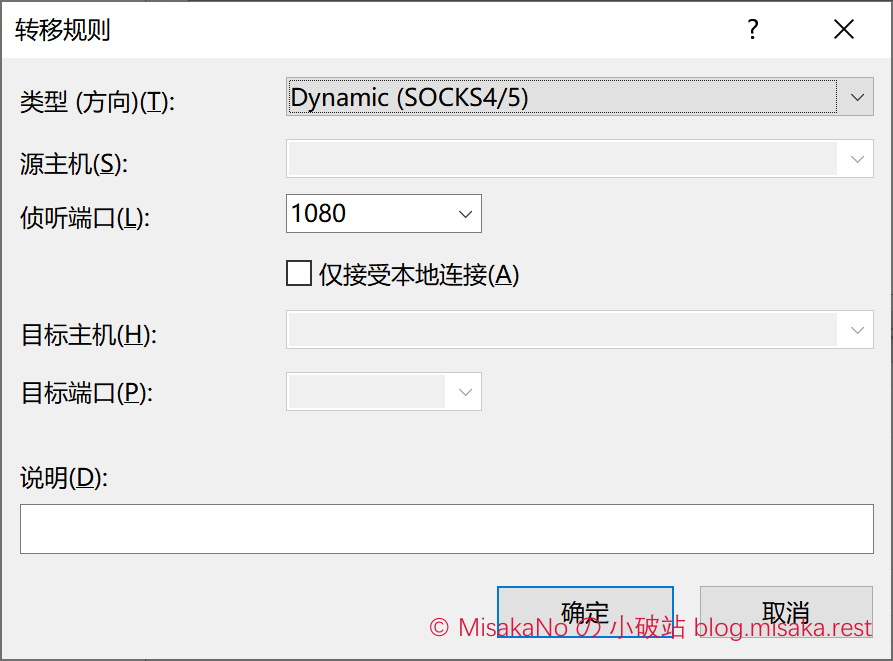 转移规则
类型 (方向)(T): Dynamic (SOCKS4/5)
源主机(S):
侦听端口(L): 1080
仅接受本地连接(A)
目标主机(H):
目标端口(P):
说明(D):
确定 取消
© MisakaNo の 小破站 blog.misaka.rest